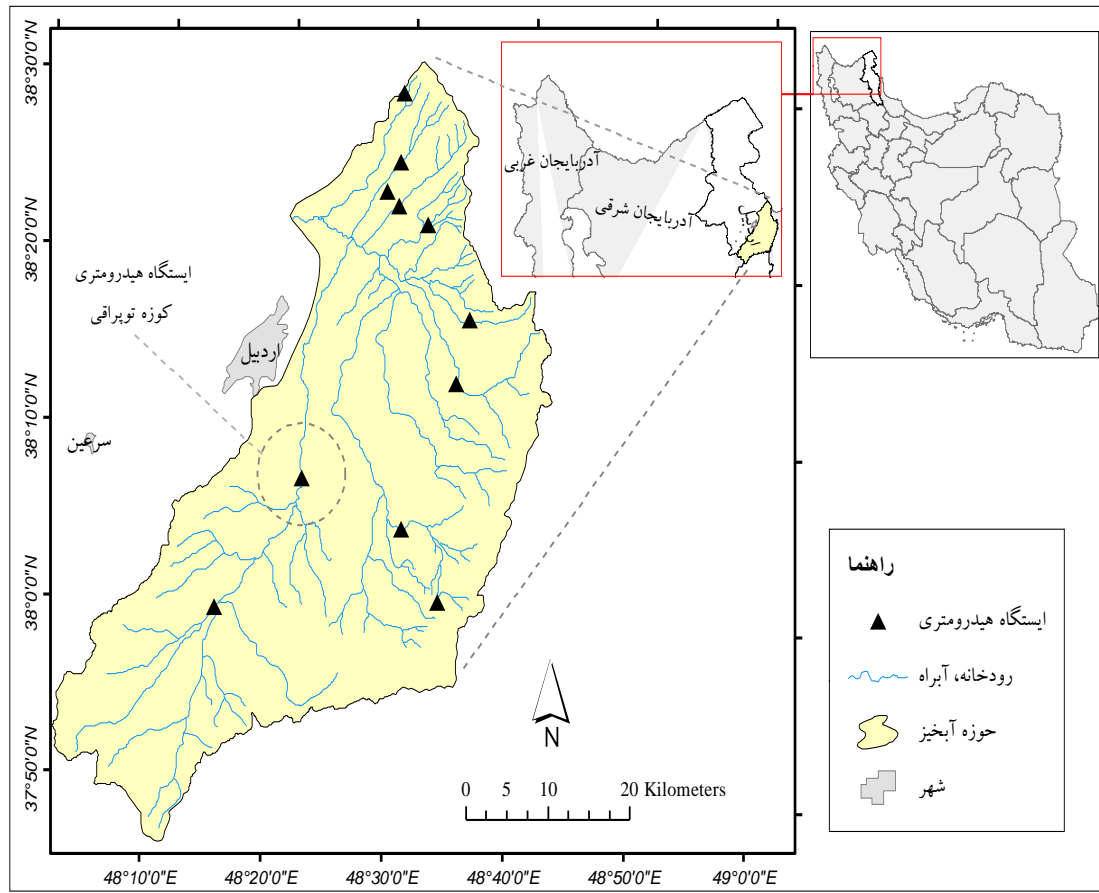 38°30'0"N
38°20'0"N
38°10'0"N
38°0'0"N
37°50'0"N
ایستگاه هیدرومتری
کوزه توپراقی
اردبیل
سرعین
آذربایجان غربی
آذربایجان شرقی
راهنما
ایستگاه هیدرومتری
رودخانه، آبراه
حوزه آبخیز
شهر
N
0 5 10 20 Kilometers
48°10'0"E 48°20'0"E 48°30'0"E 48°40'0"E 48°50'0"E 49°0'0"E